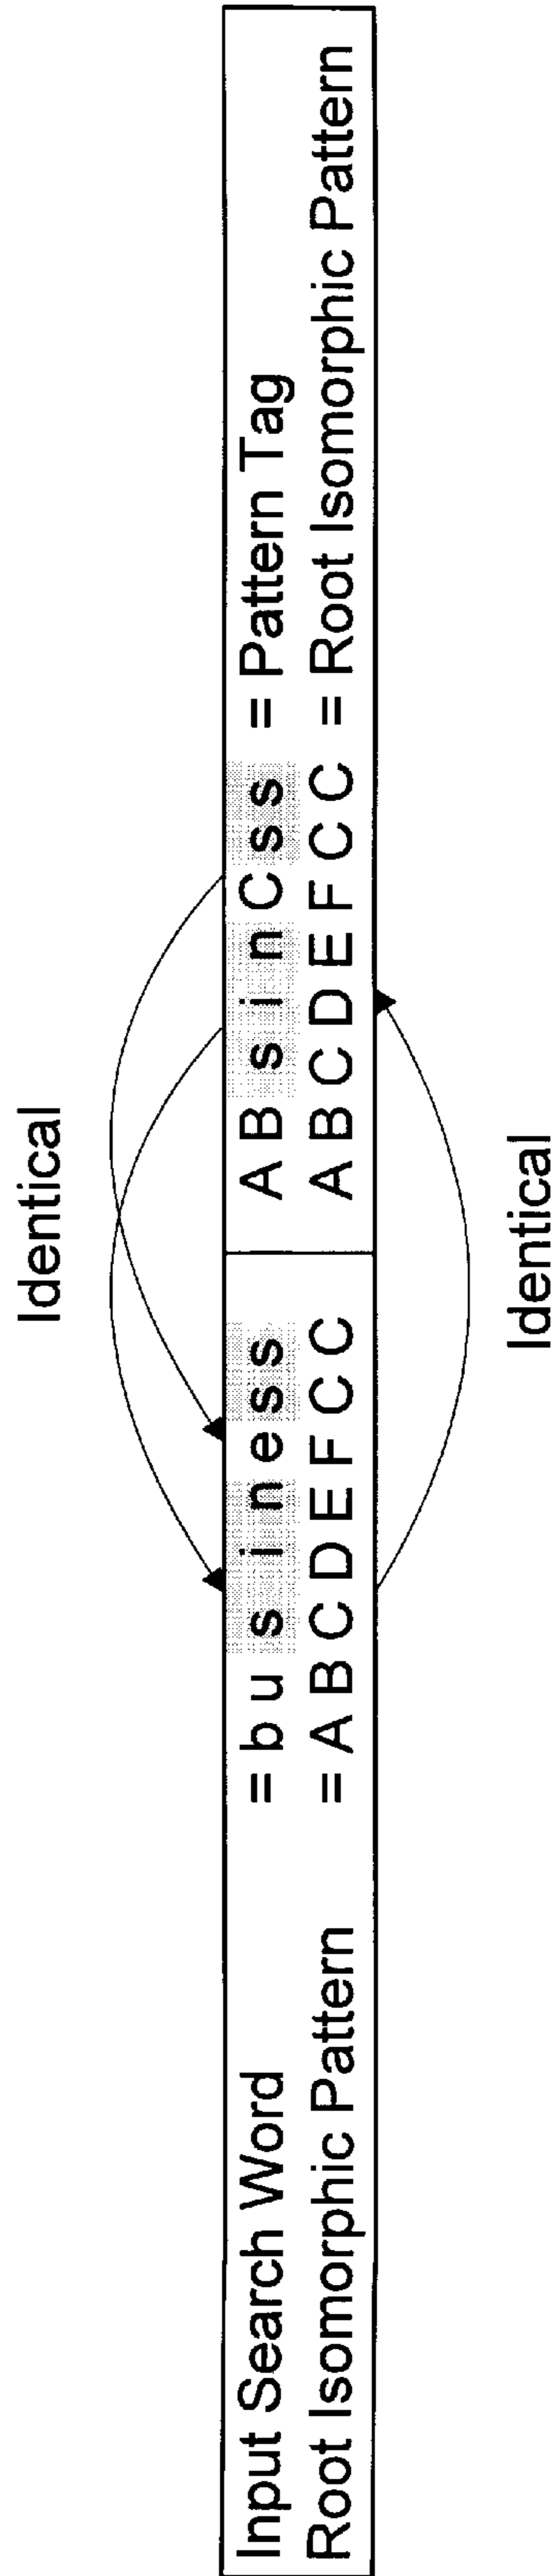 Identical
Input Search Word = b u s i n e s s A B s i n C s s = Pattern Tag
Root Isomorphic Pattern = A B C D E F C C A B C D E F C C = Root Isomorphic Pattern
Identical